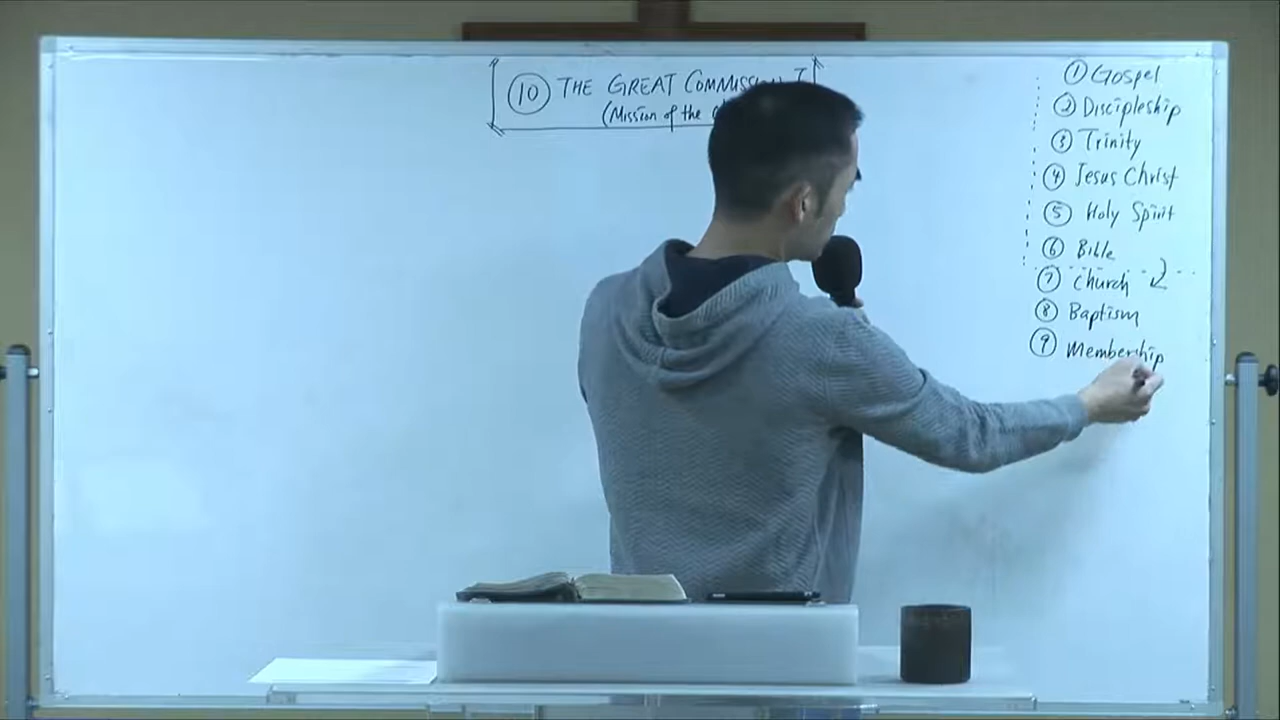 ⑩ THE GREAT COMMISSION I
(Mission of the
① Gospel
② Discipleship
③ Trinity
④ Jesus Christ
⑤ Holy Spirit
⑥ Bible
⑦ Church
⑧ Baptism
⑨ Membership